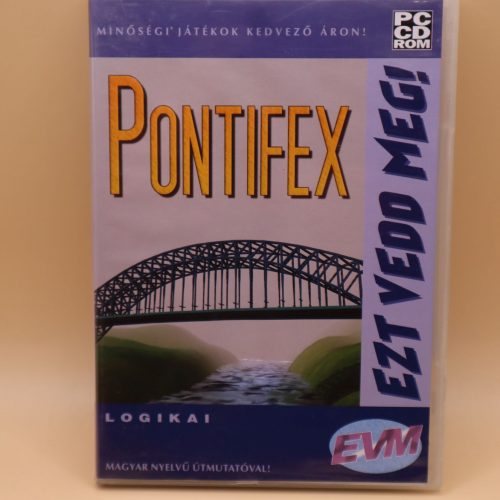 MINŐSÉGI JÁTÉKOK KEDVEZŐ ÁRON!
PC
CD
ROM
PONTIFEX
EZT VEDD MEG!
LOGIKAI
EVM
MAGYAR NYELVŰ ÚTMUTATÓVAL!